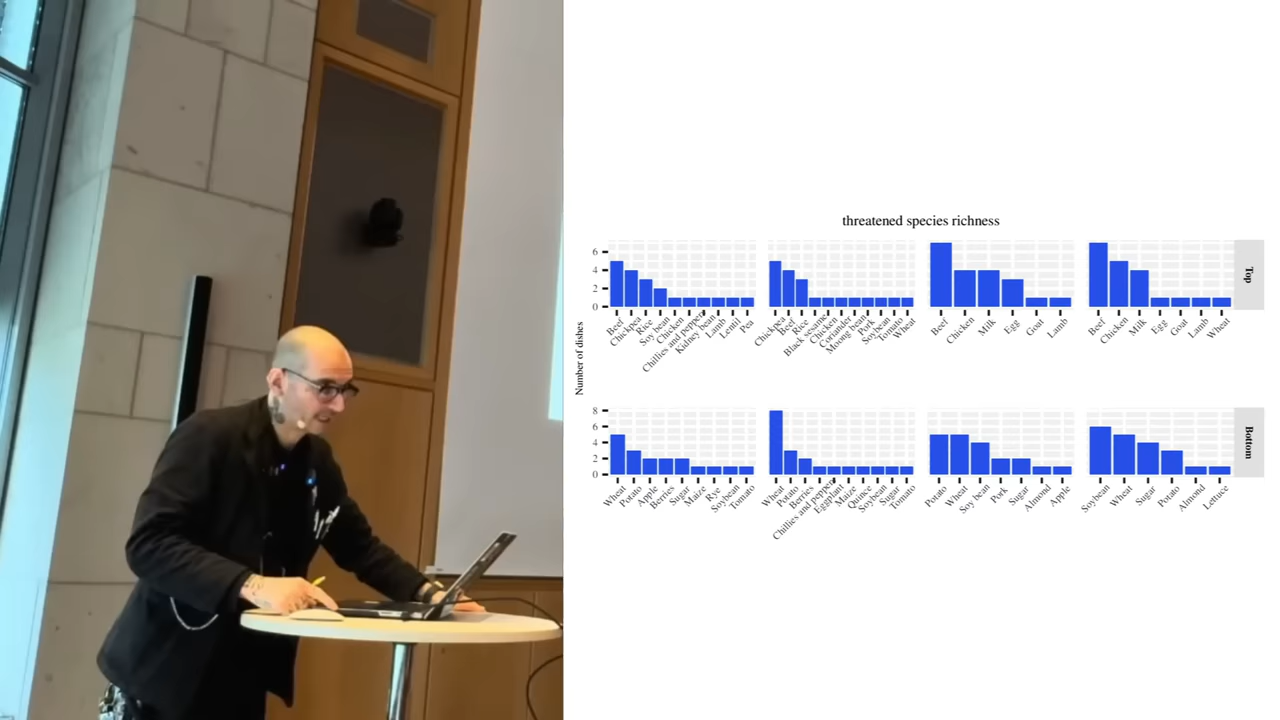 threatened species richness
Number of dishes
6
4
2
0
Beef
Chickpea
Rice
Soy bean
Chicken
Chillies and peppers
Kidney bean
Lamb
Lentil
Pea
Chickpea
Beef
Rice
Black sesame
Chicken
Coriander
Moong bean
Pork
Soybean
Tomato
Wheat
Beef
Chicken
Milk
Egg
Goat
Lamb
Beef
Chicken
Milk
Egg
Goat
Lamb
Wheat
Top
8
6
4
2
0
Wheat
Potato
Apple
Berries
Sugar
Maize
Rye
Soybean
Tomato
Wheat
Potato
Berries
Chillies and peppers
Eggplant
Maize
Quince
Soybean
Sugar
Tomato
Potato
Wheat
Soy bean
Pork
Sugar
Almond
Apple
Soybean
Wheat
Sugar
Potato
Almond
Lettuce
Bottom